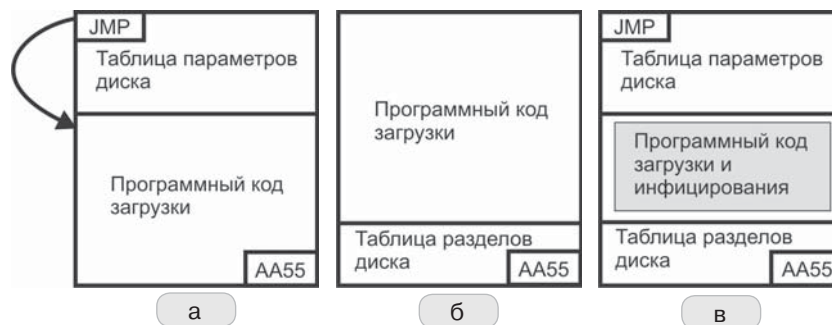 JMP
Таблица параметров
диска
Программный код
загрузки
AA55
а
Программный код
загрузки
Таблица разделов
диска
AA55
б
JMP
Таблица параметров
диска
Программный код
загрузки и
инфицирования
Таблица разделов
диска
AA55
в